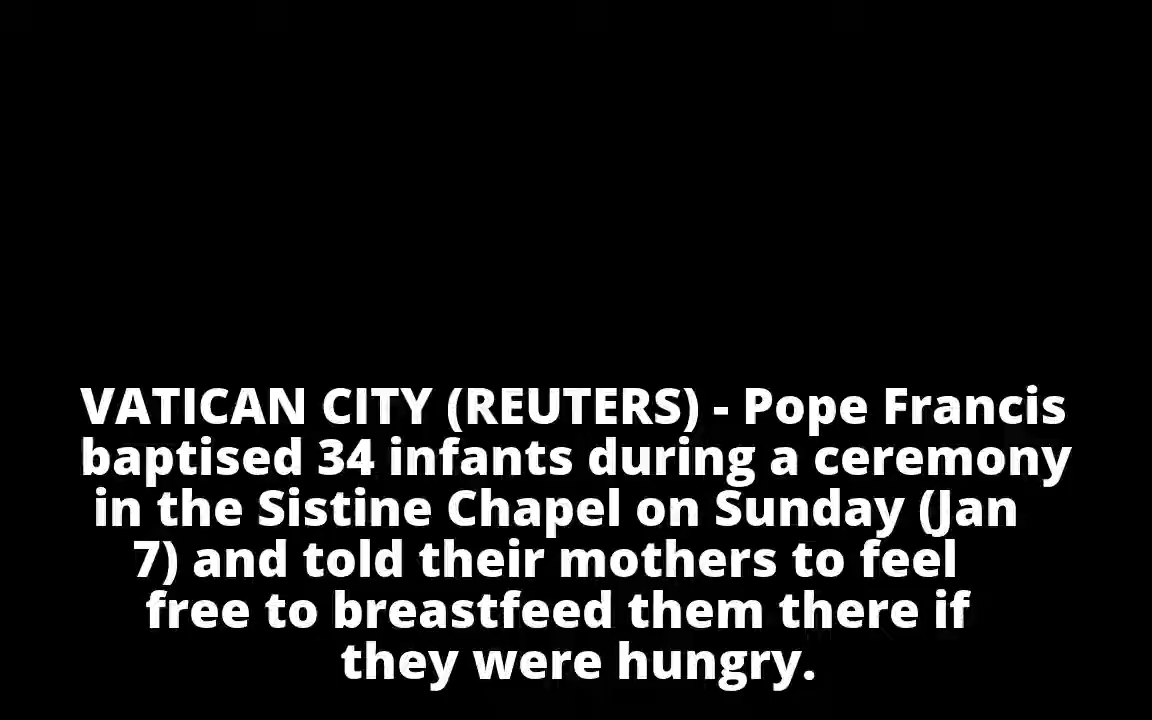 VATICAN CITY (REUTERS) - Pope Francis
baptised 34 infants during a ceremony
in the Sistine Chapel on Sunday (Jan
7) and told their mothers to feel
free to breastfeed them there if
they were hungry.